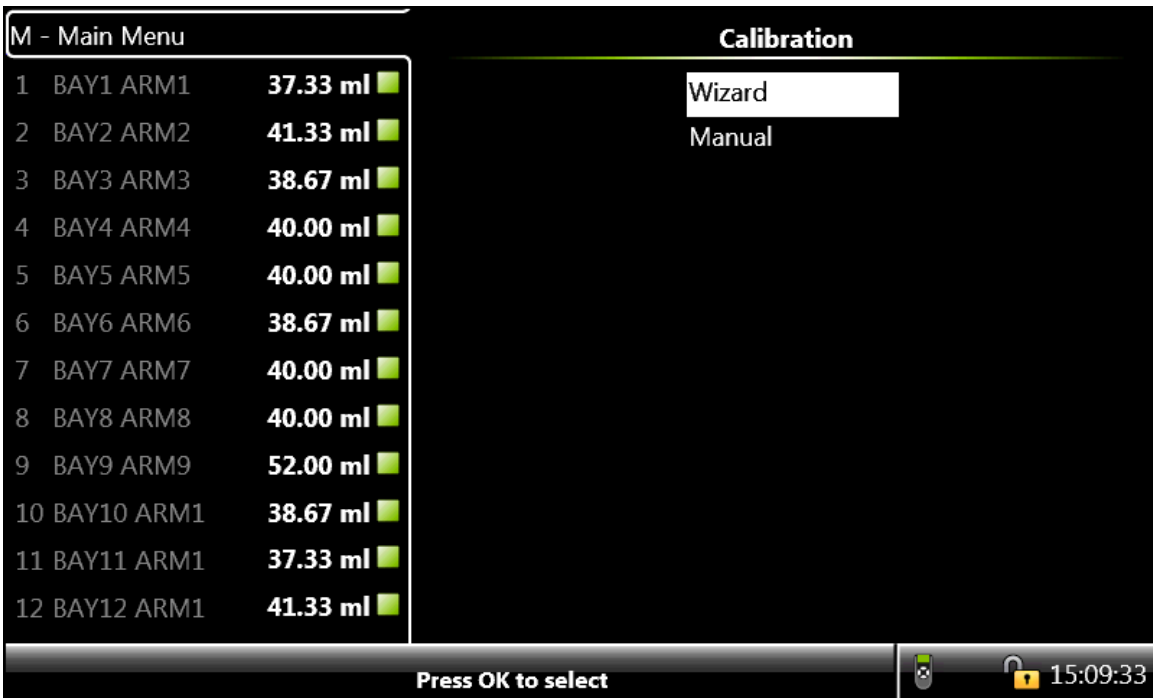 M - Main Menu
1 BAY1 ARM1 37.33 ml
2 BAY2 ARM2 41.33 ml
3 BAY3 ARM3 38.67 ml
4 BAY4 ARM4 40.00 ml
5 BAY5 ARM5 40.00 ml
6 BAY6 ARM6 38.67 ml
7 BAY7 ARM7 40.00 ml
8 BAY8 ARM8 40.00 ml
9 BAY9 ARM9 52.00 ml
10 BAY10 ARM1 38.67 ml
11 BAY11 ARM1 37.33 ml
12 BAY12 ARM1 41.33 ml
Calibration
Wizard
Manual
Press OK to select
15:09:33